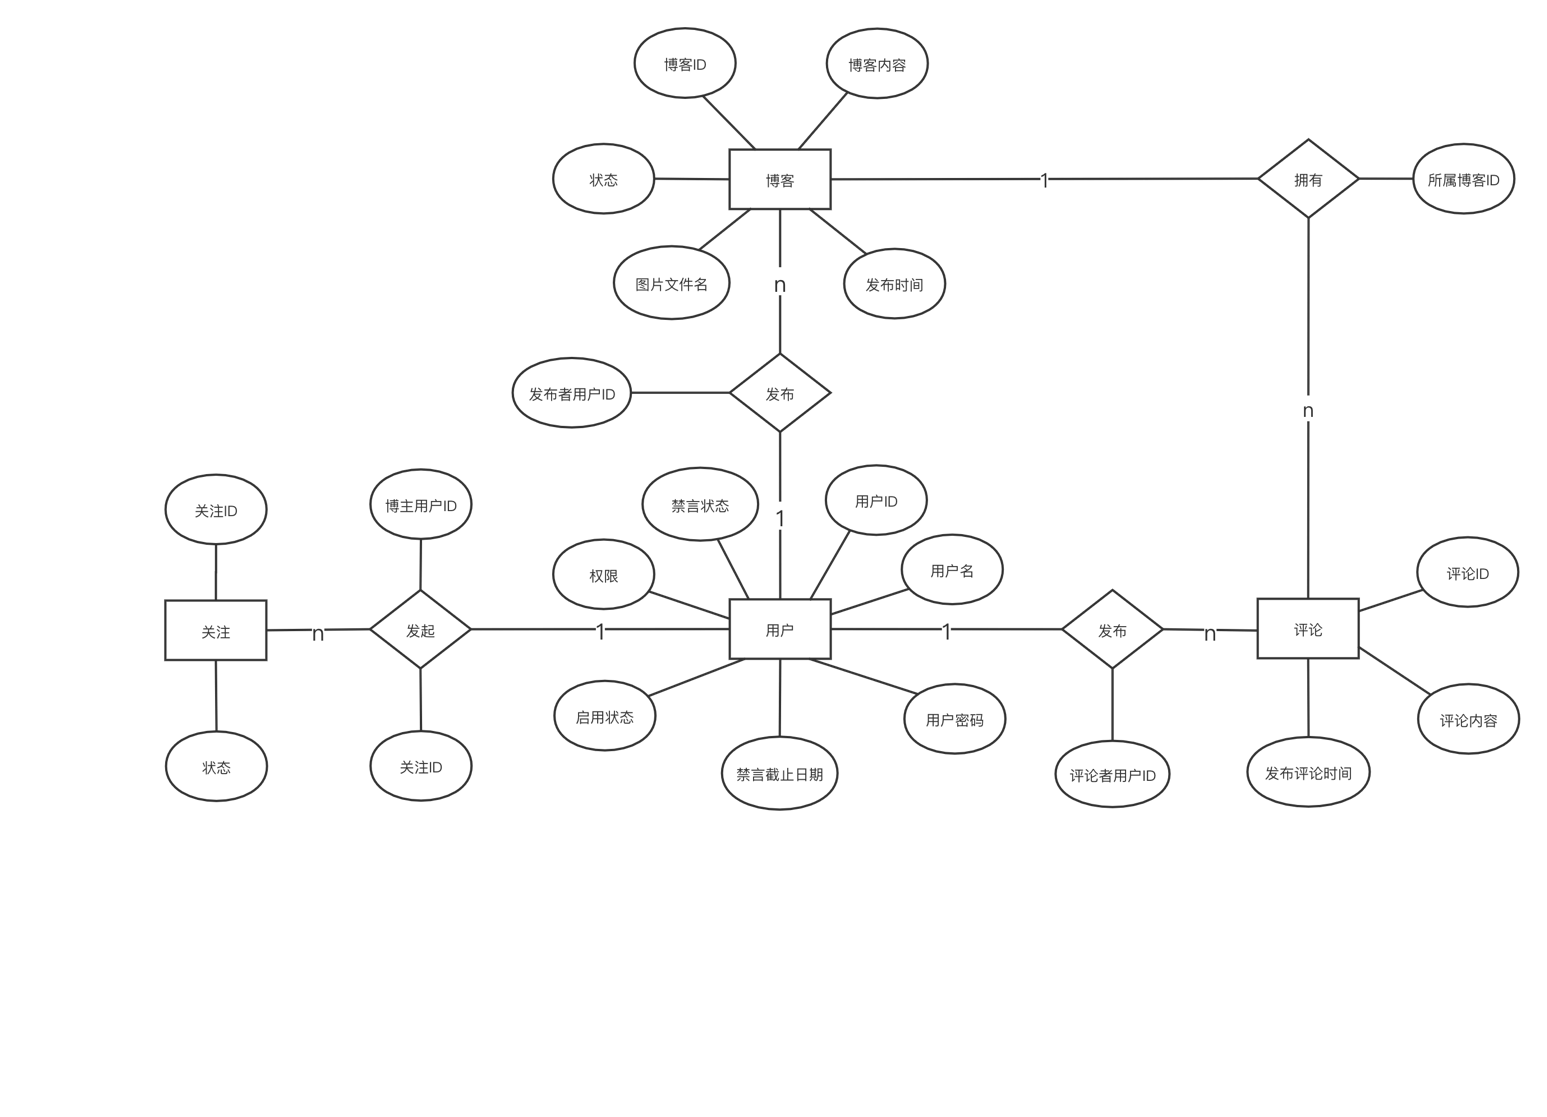 博客ID
博客内容
状态
博客
1
拥有
所属博客ID
图片文件名
n
发布时间
发布者用户ID
发布
n
关注ID
博主用户ID
禁言状态
1
用户ID
权限
用户名
评论ID
关注
n
发起
1
用户
1
发布
n
评论
启用状态
用户密码
评论内容
状态
关注ID
禁言截止日期
评论者用户ID
发布评论时间